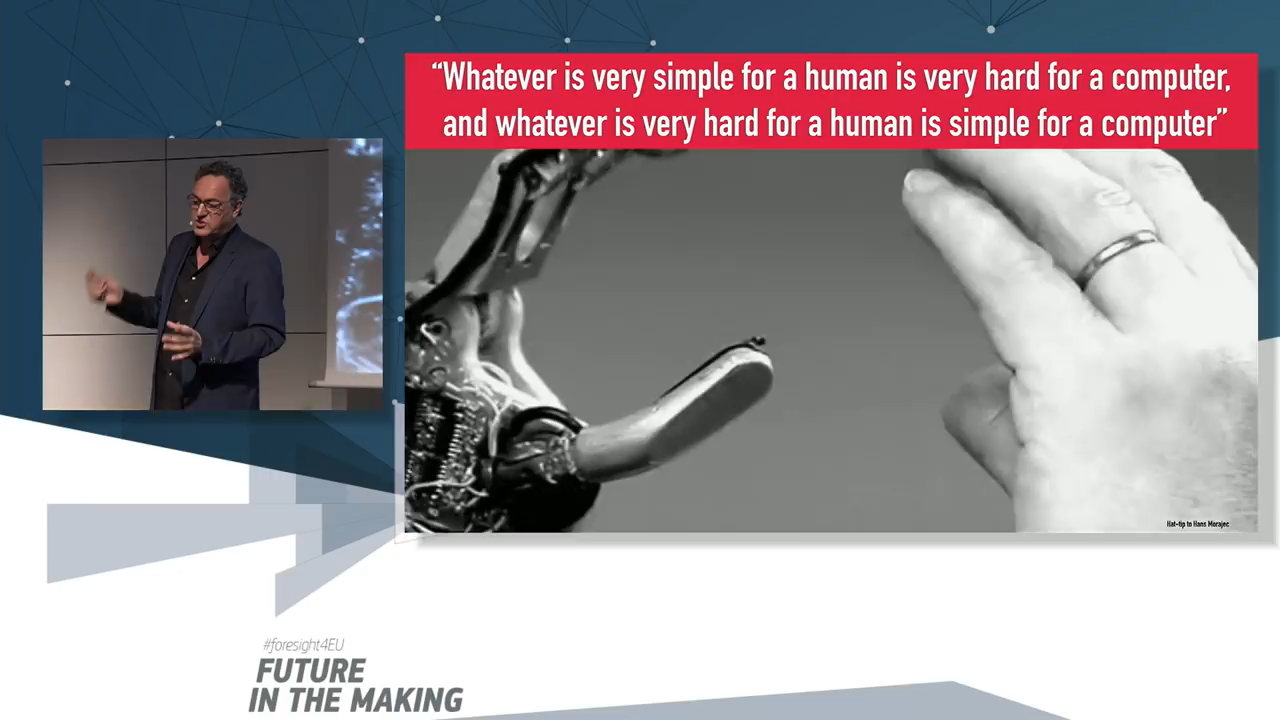 “Whatever is very simple for a human is very hard for a computer,
and whatever is very hard for a human is simple for a computer”
Hat-tip to Hans Morajec
#foresight4EU
FUTURE
IN THE MAKING